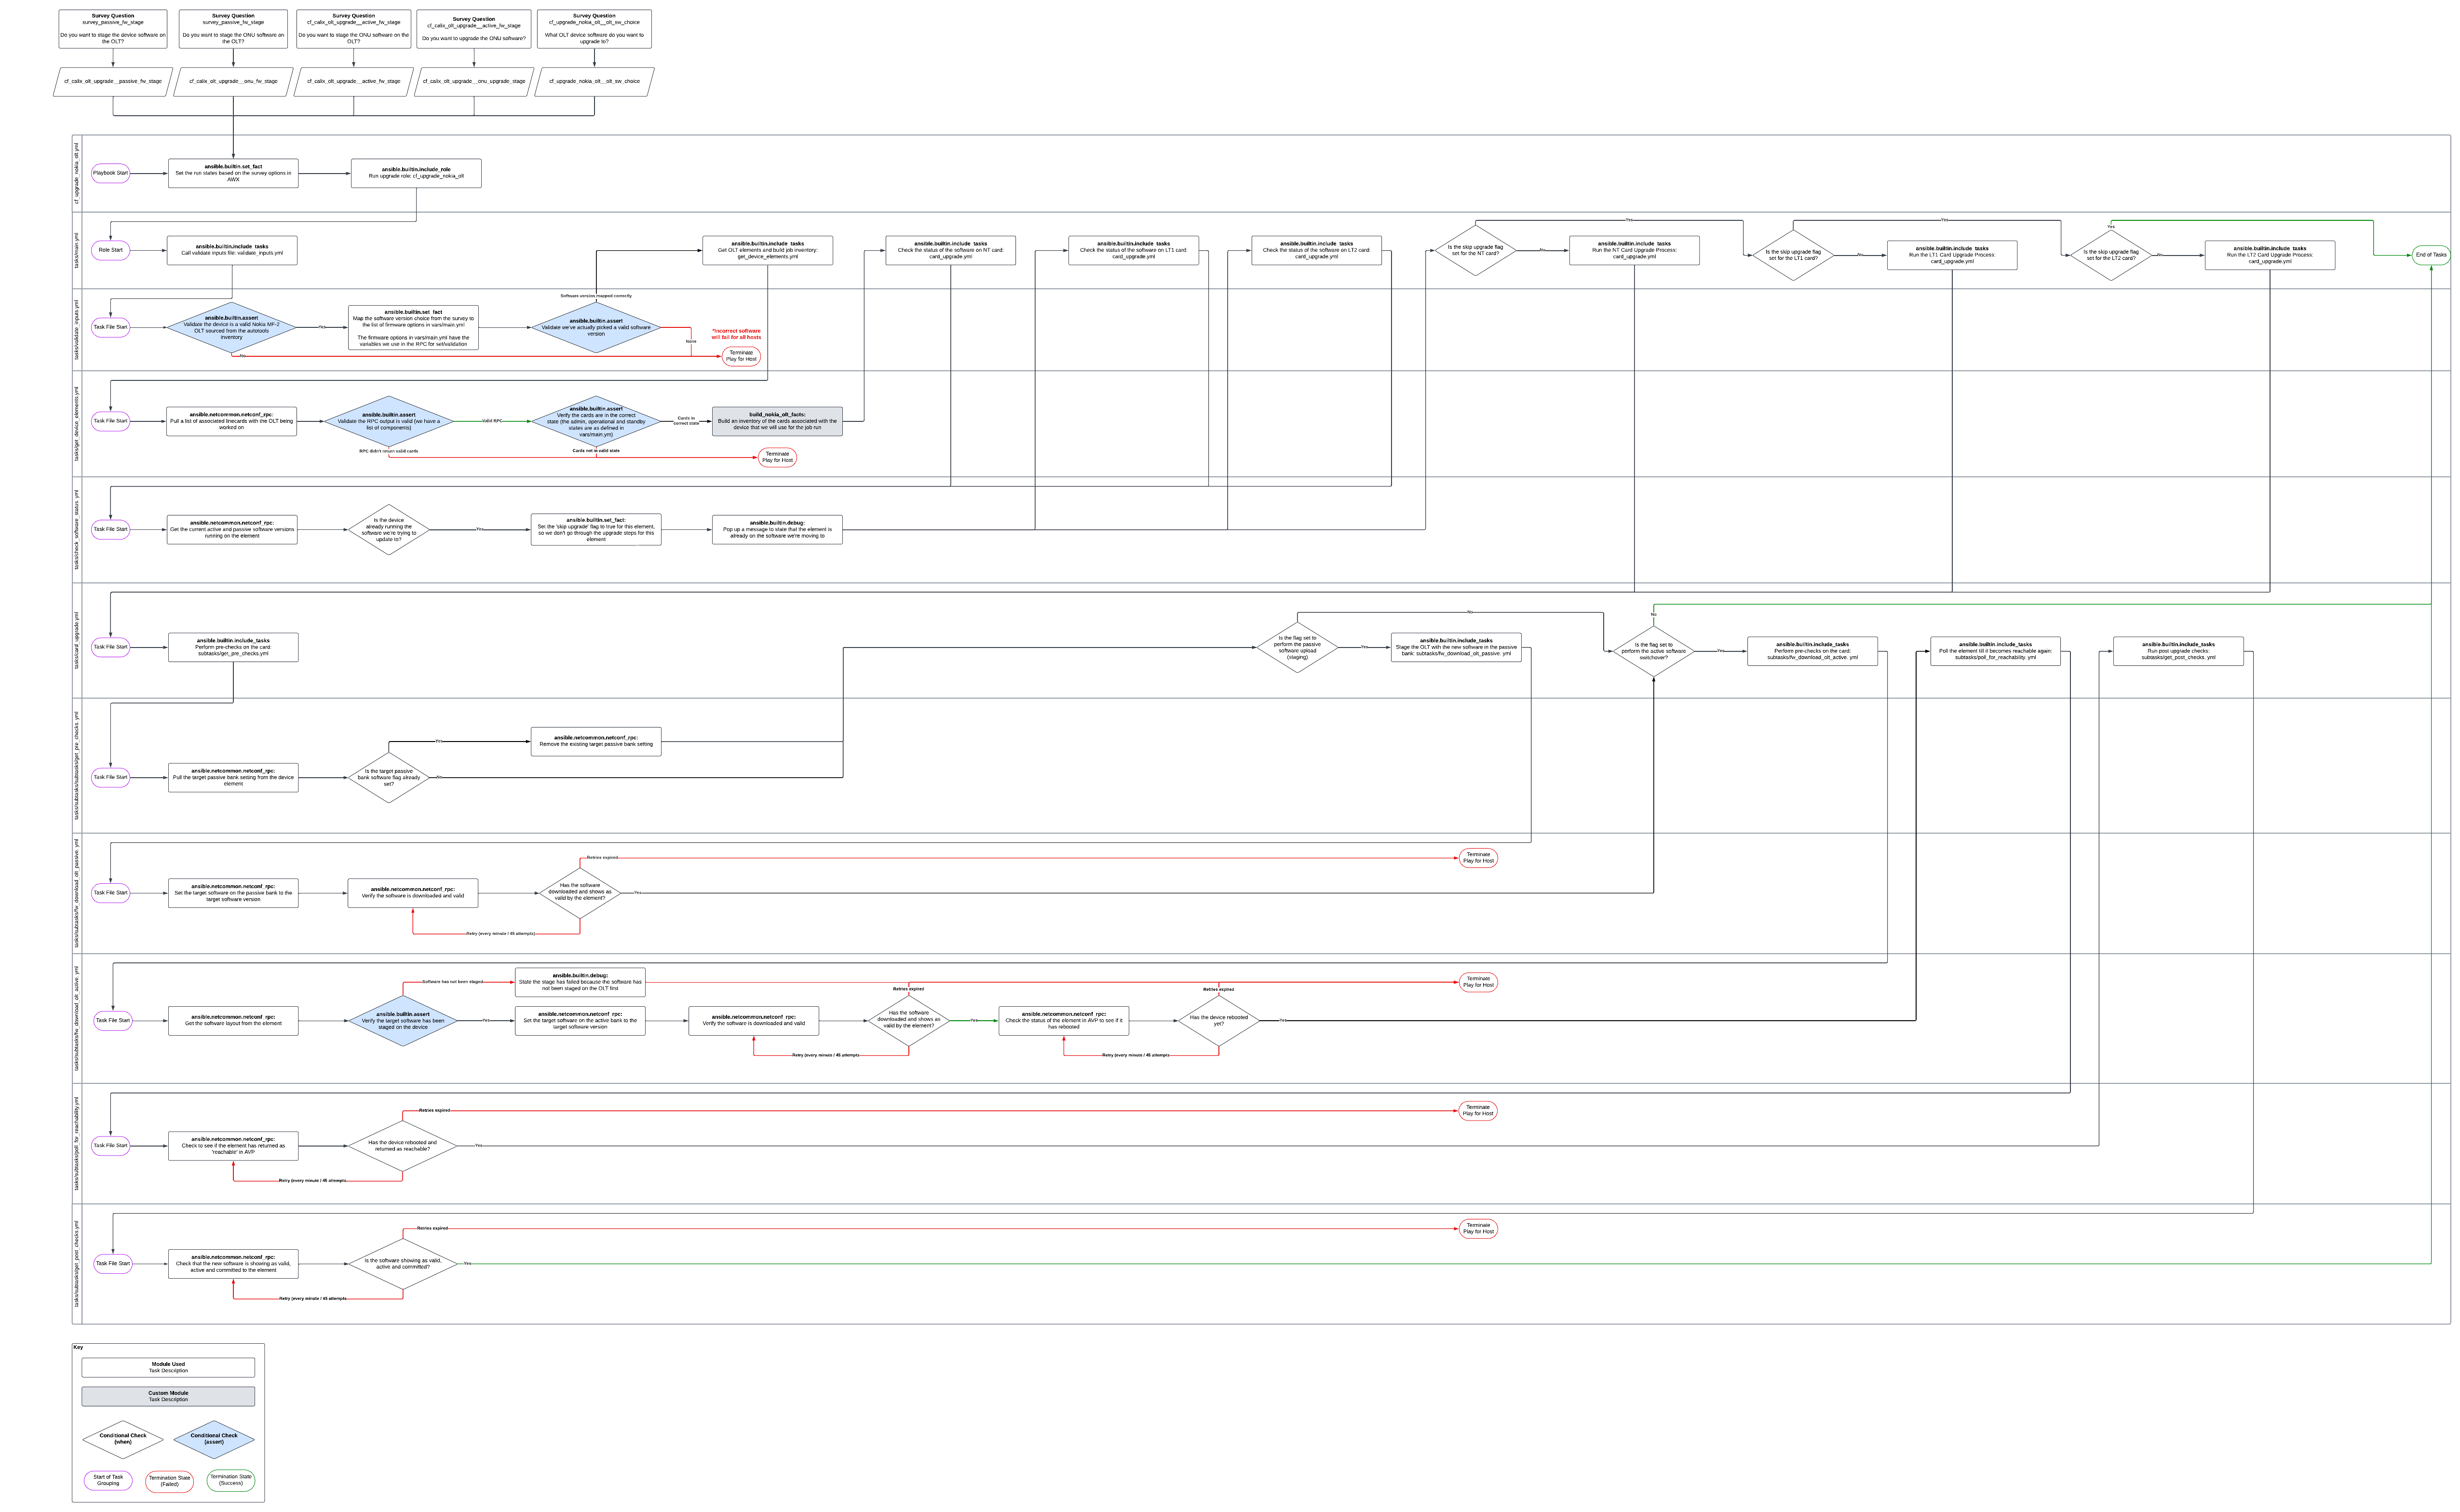 Survey Question
survey_passive_fw_stage
Do you want to stage the device software on
the OLT?
Survey Question
survey_passive_fw_stage
Do you want to stage the ONU software on
the OLT?
Survey Question
cf_calix_olt_upgrade__active_fw_stage
Do you want to stage the ONU software on the
OLT?
Survey Question
cf_calix_olt_upgrade__active_fw_stage
Do you want to upgrade the ONU software?
Survey Question
cf_upgrade_nokia_olt__olt_sw_choice
What OLT device software do you want to
upgrade to?
cf_calix_olt_upgrade__passive_fw_stage
cf_calix_olt_upgrade__onu_fw_stage
cf_calix_olt_upgrade__active_fw_stage
cf_calix_olt_upgrade__onu_upgrade_stage
cf_upgrade_nokia_olt__olt_sw_choice
cf_upgrade_nokia_olt.yml
Playbook Start
ansible.builtin.set_fact
Set the run states based on the survey options in
AWX
ansible.builtin.include_role
Run upgrade role: cf_upgrade_nokia_olt
tasks/main.yml
Role Start
ansible.builtin.include_tasks
Call validate inputs file: validate_inputs.yml
ansible.builtin.include_tasks
Get OLT elements and build job inventory:
get_device_elements.yml
ansible.builtin.include_tasks
Check the status of the software on NT card:
card_upgrade.yml
ansible.builtin.include_tasks
Check the status of the software on LT1 card:
card_upgrade.yml
ansible.builtin.include_tasks
Check the status of the software on LT2 card:
card_upgrade.yml
Is the skip upgrade flag
set for the NT card?
Yes
No
ansible.builtin.include_tasks
Run the NT Card Upgrade Process:
card_upgrade.yml
Is the skip upgrade flag
set for the LT1 card?
Yes
No
ansible.builtin.include_tasks
Run the LT1 Card Upgrade Process:
card_upgrade.yml
Is the skip upgrade flag
set for the LT2 card?
Yes
No
ansible.builtin.include_tasks
Run the LT2 Card Upgrade Process:
card_upgrade.yml
End of Tasks
tasks/validate_inputs.yml
Task File Start
ansible.builtin.assert
Validate the device is a valid Nokia MF-2
OLT sourced from the autotools
inventory
Yes
No
ansible.builtin.set_fact
Map the software version choice from the survey to
the list of firmware options in vars/main.yml
The firmware options in vars/main.yml have the
variables we use in the RPC for set/validation
Software version mapped correctly
ansible.builtin.assert
Validate we've actually picked a valid software
version
None
*Incorrect software
will fail for all hosts
Terminate
Play for Host
tasks/get_device_elements.yml
Task File Start
ansible.netcommon.netconf_rpc:
Pull a list of associated linecards with the OLT being
worked on
ansible.builtin.assert
Validate the RPC output is valid (we have a
list of components)
Valid RPC
RPC didn't return valid cards
ansible.builtin.assert
Verify the cards are in the correct
state (the admin, operational and standby
states are as defined in
vars/main.yml)
Cards in
correct state
Cards not in valid state
build_nokia_olt_facts:
Build an inventory of the cards associated with the
device that we will use for the job run
Terminate
Play for Host
tasks/check_software_status. yml
Task File Start
ansible.netcommon.netconf_rpc:
Get the current active and passive software versions
running on the element
Is the device
already running the
software we're trying to
update to?
Yes
ansible.builtin.set_fact:
Set the 'skip upgrade' flag to true for this element,
so we don't go through the upgrade steps for this
element
ansible.builtin.debug:
Pop up a message to state that the element is
already on the software we're moving to
tasks/card_upgrade.yml
Task File Start
ansible.builtin.include_tasks
Perform pre-checks on the card:
subtasks/get_pre_checks.yml
Is the flag set to
perform the passive
software upload
(staging)
No
Yes
ansible.builtin.include_tasks
Stage the OLT with the new software in the passive
bank: subtasks/fw_download_olt_passive. yml
Is the flag set to
perform the active software
switchover?
No
Yes
ansible.builtin.include_tasks
Perform pre-checks on the card:
subtasks/fw_download_olt_active. yml
ansible.builtin.include_tasks
Poll the element till it becomes reachable again:
subtasks/poll_for_reachability. yml
ansible.builtin.include_tasks
Run post upgrade checks:
subtasks/get_post_checks. yml
tasks/subtasks/get_pre_checks. yml
Task File Start
ansible.netcommon.netconf_rpc:
Pull the target passive bank setting from the device
element
Is the target passive
bank software flag already
set?
Yes
No
ansible.netcommon.netconf_rpc:
Remove the existing target passive bank setting
tasks/subtasks/fw_download_olt_passive. yml
Task File Start
ansible.netcommon.netconf_rpc:
Set the target software on the passive bank to the
target software version
ansible.netcommon.netconf_rpc:
Verify the software is downloaded and valid
Has the software
downloaded and shows as
valid by the element?
Retries expired
Yes
Retry (every minute / 45 attempts)
Terminate
Play for Host
tasks/subtasks/fw_download_olt_active. yml
Task File Start
ansible.netcommon.netconf_rpc:
Get the software layout from the element
ansible.builtin.assert
Verify the target software has been
staged on the device
Software has not been staged
Yes
ansible.builtin.debug:
State the stage has failed because the software has
not been staged on the OLT first
ansible.netcommon.netconf_rpc:
Set the target software on the active bank to the
target software version
ansible.netcommon.netconf_rpc:
Verify the software is downloaded and valid
Has the software
downloaded and shows as
valid by the element?
Retries expired
Yes
Retry (every minute / 45 attempts
ansible.netcommon.netconf_rpc:
Check the status of the element in AVP to see if it
has rebooted
Has the device rebooted
yet?
Retries expired
Yes
Retry (every minute / 45 attempts
Terminate
Play for Host
tasks/subtasks/poll_for_reachability.yml
Task File Start
ansible.netcommon.netconf_rpc:
Check to see if the element has returned as
'reachable' in AVP
Has the device rebooted and
returned as reachable?
Retries expired
Yes
Retry (every minute / 45 attempts
Terminate
Play for Host
tasks/subtasks/get_post_checks.yml
Task File Start
ansible.netcommon.netconf_rpc:
Check that the new software is showing as valid,
active and committed to the element
Is the software showing as valid,
active and committed?
Retries expired
Yes
Retry (every minute / 45 attempts
Terminate
Play for Host
Key
Module Used
Task Description
Custom Module
Task Description
Conditional Check
(when)
Conditional Check
(assert)
Start of Task
Grouping
Termination State
(Failed)
Termination State
(Success)